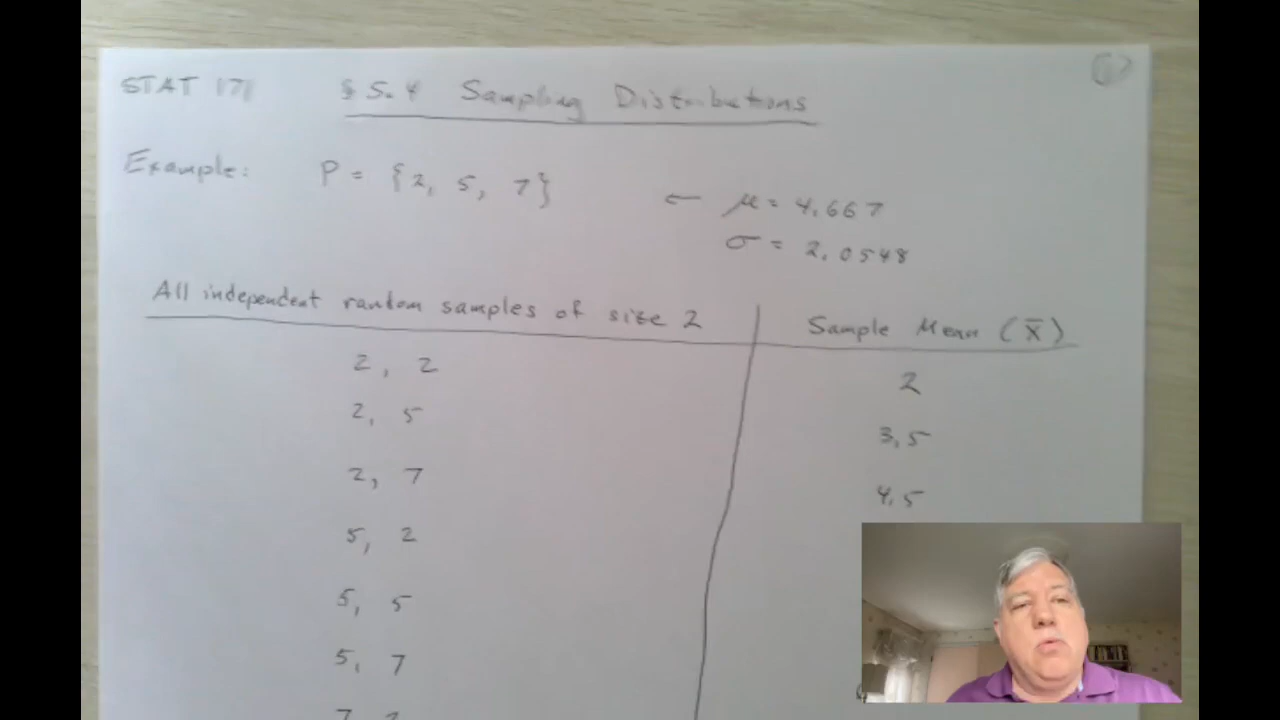 STAT 171 § 5.4 Sampling Distributions
Example: P = {2, 5, 7} ← μ = 4.667
σ = 2.0548
All independent random samples of size 2 Sample Mean (x̄)
2, 2 2
2, 5 3.5
2, 7 4.5
5, 2
5, 5
5, 7
7, 2